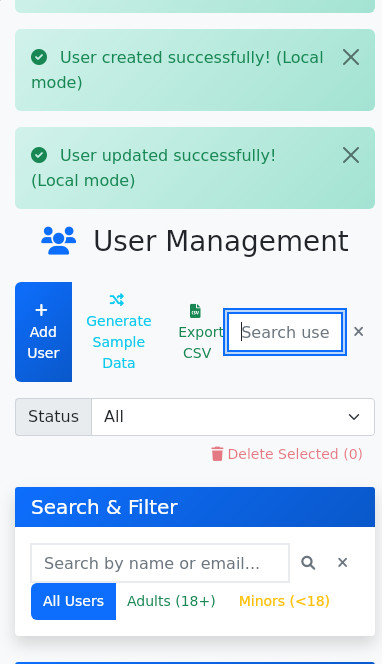 User created successfully! (Local
mode)
User updated successfully!
(Local mode)
User Management
Add
User
Generate
Sample
Data
CSV
Export
CSV
Search use
Status
All
Delete Selected (0)
Search & Filter
Search by name or email...
All Users
Adults (18+)
Minors (<18)